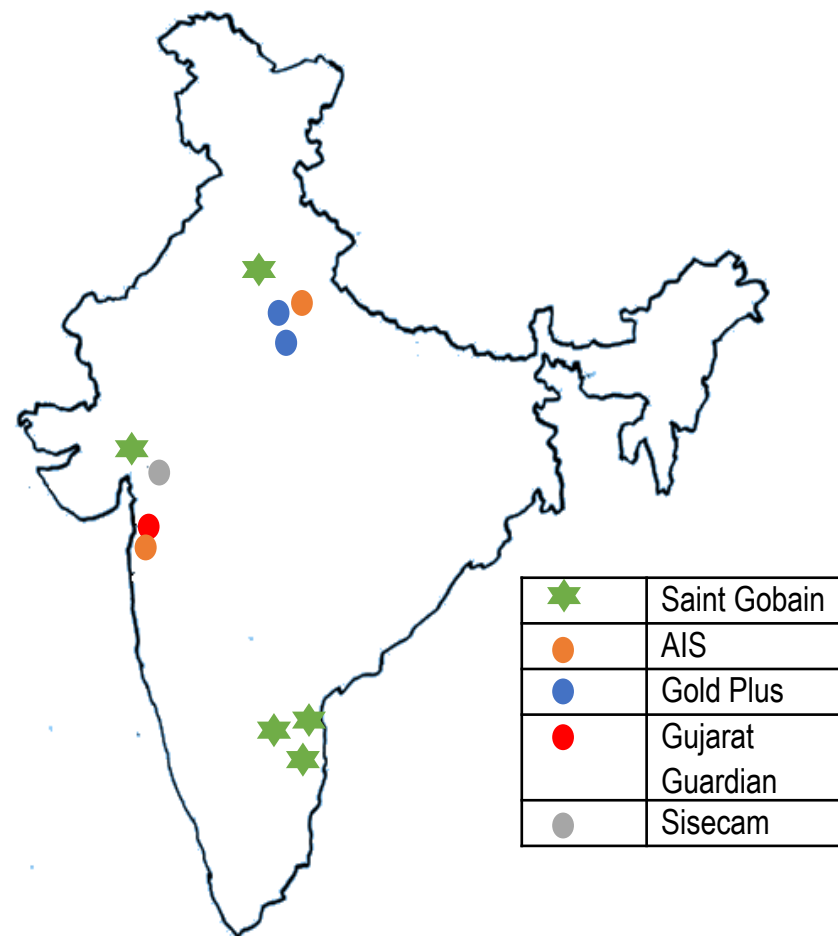 Saint Gobain
AIS
Gold Plus
Gujarat
Guardian
Sisecam